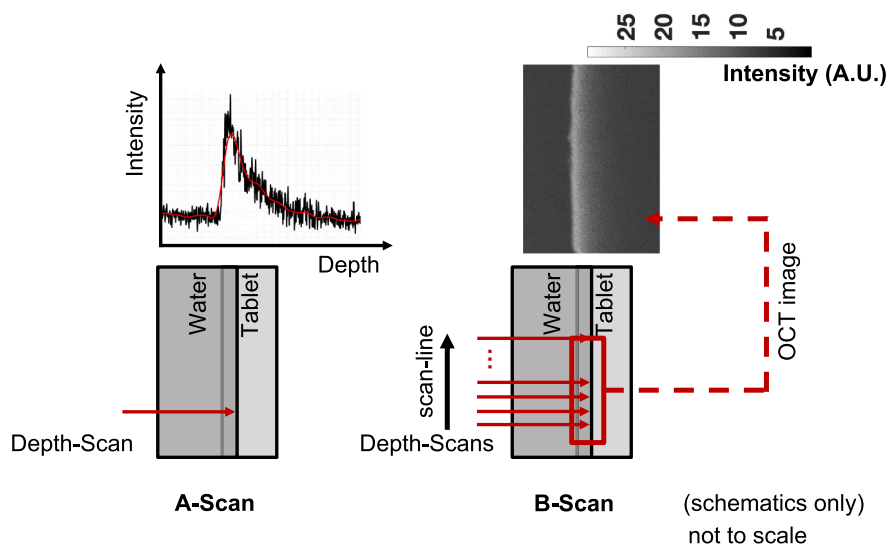 25 20 15 10 5
Intensity (A.U.)
Intensity
Depth
Water
Tablet
Depth-Scan
A-Scan
Water
Tablet
scan-line
...
Depth-Scans
OCT image
B-Scan
(schematics only)
not to scale